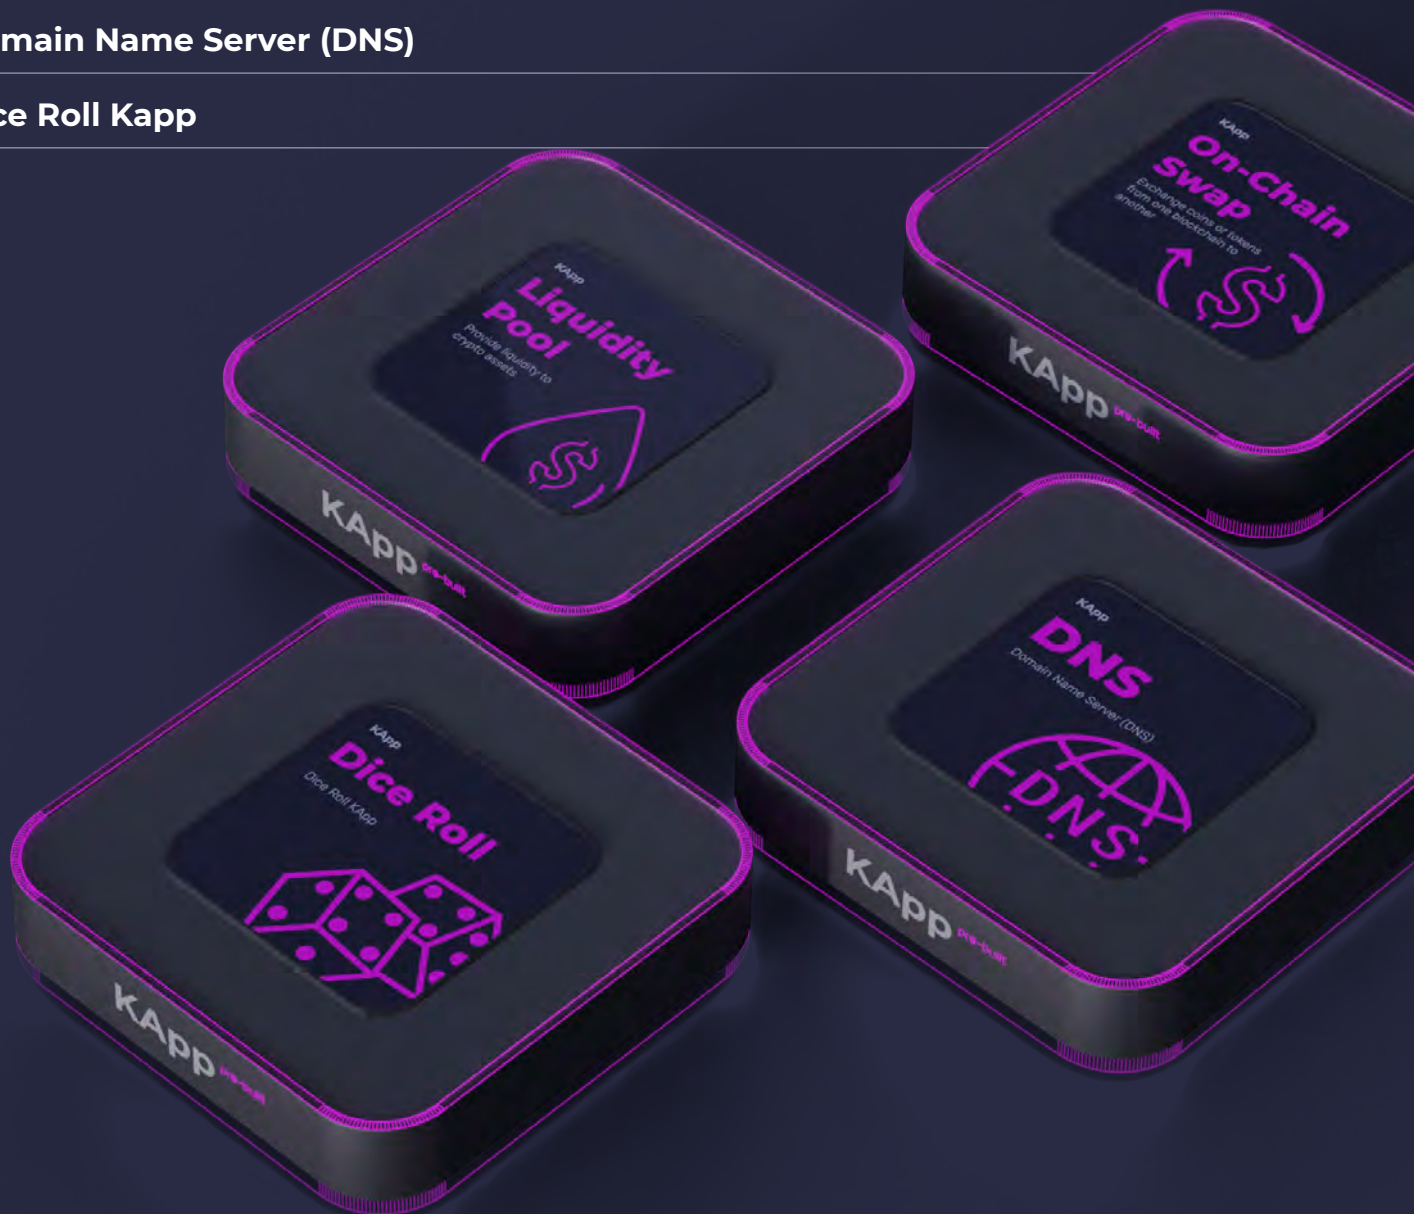 main Name Server (DNS)
ce Roll Kapp
KApp
On-Chain
Swap
Exchange coins or tokens
from one blockchain to
another
KApp
pre-built
KApp
Liquidity
Pool
Provide liquidity to
crypto assets
KApp
pre-built
KApp
DNS
Domain Name Server (DNS)
DNS
KApp
pre-built
KApp
Dice Roll
Dice Roll KApp
KApp
pre-built